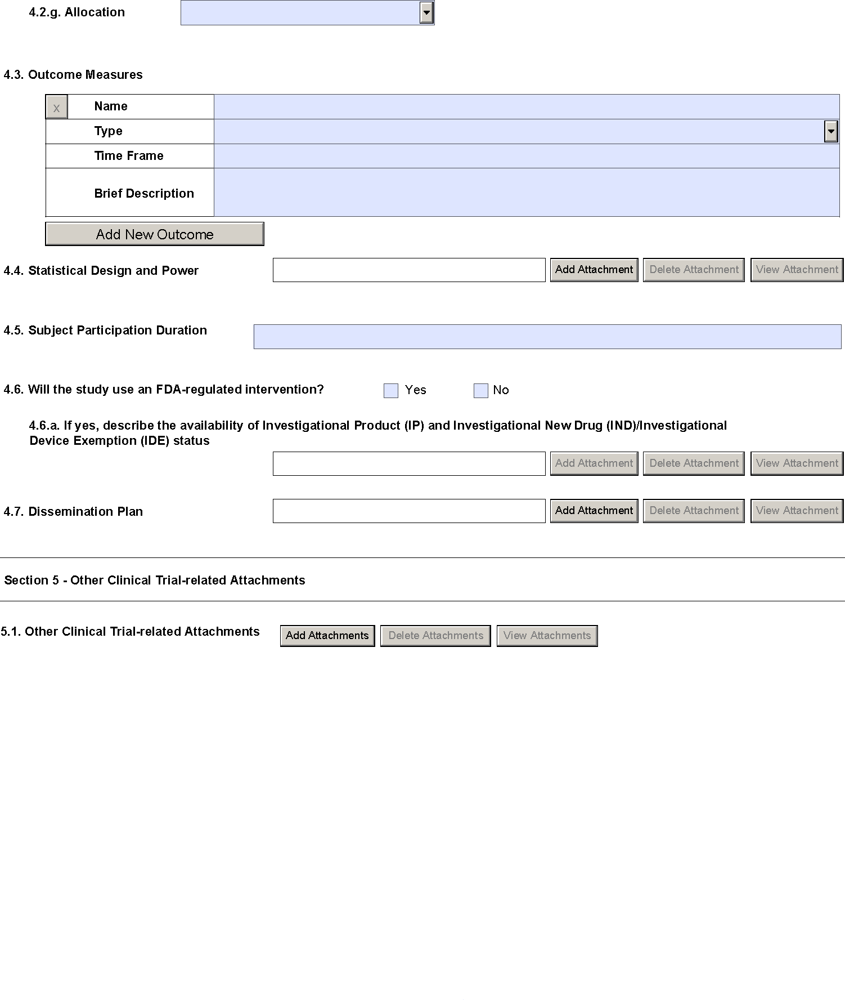 4.2.g. Allocation
4.3. Outcome Measures
x Name
Type
Time Frame
Brief Description
Add New Outcome
4.4. Statistical Design and Power Add Attachment Delete Attachment View Attachment
4.5. Subject Participation Duration
4.6. Will the study use an FDA-regulated intervention? Yes No
4.6.a. If yes, describe the availability of Investigational Product (IP) and Investigational New Drug (IND)/Investigational
Device Exemption (IDE) status
Add Attachment Delete Attachment View Attachment
4.7. Dissemination Plan Add Attachment Delete Attachment View Attachment
Section 5 - Other Clinical Trial-related Attachments
5.1. Other Clinical Trial-related Attachments Add Attachments Delete Attachments View Attachments